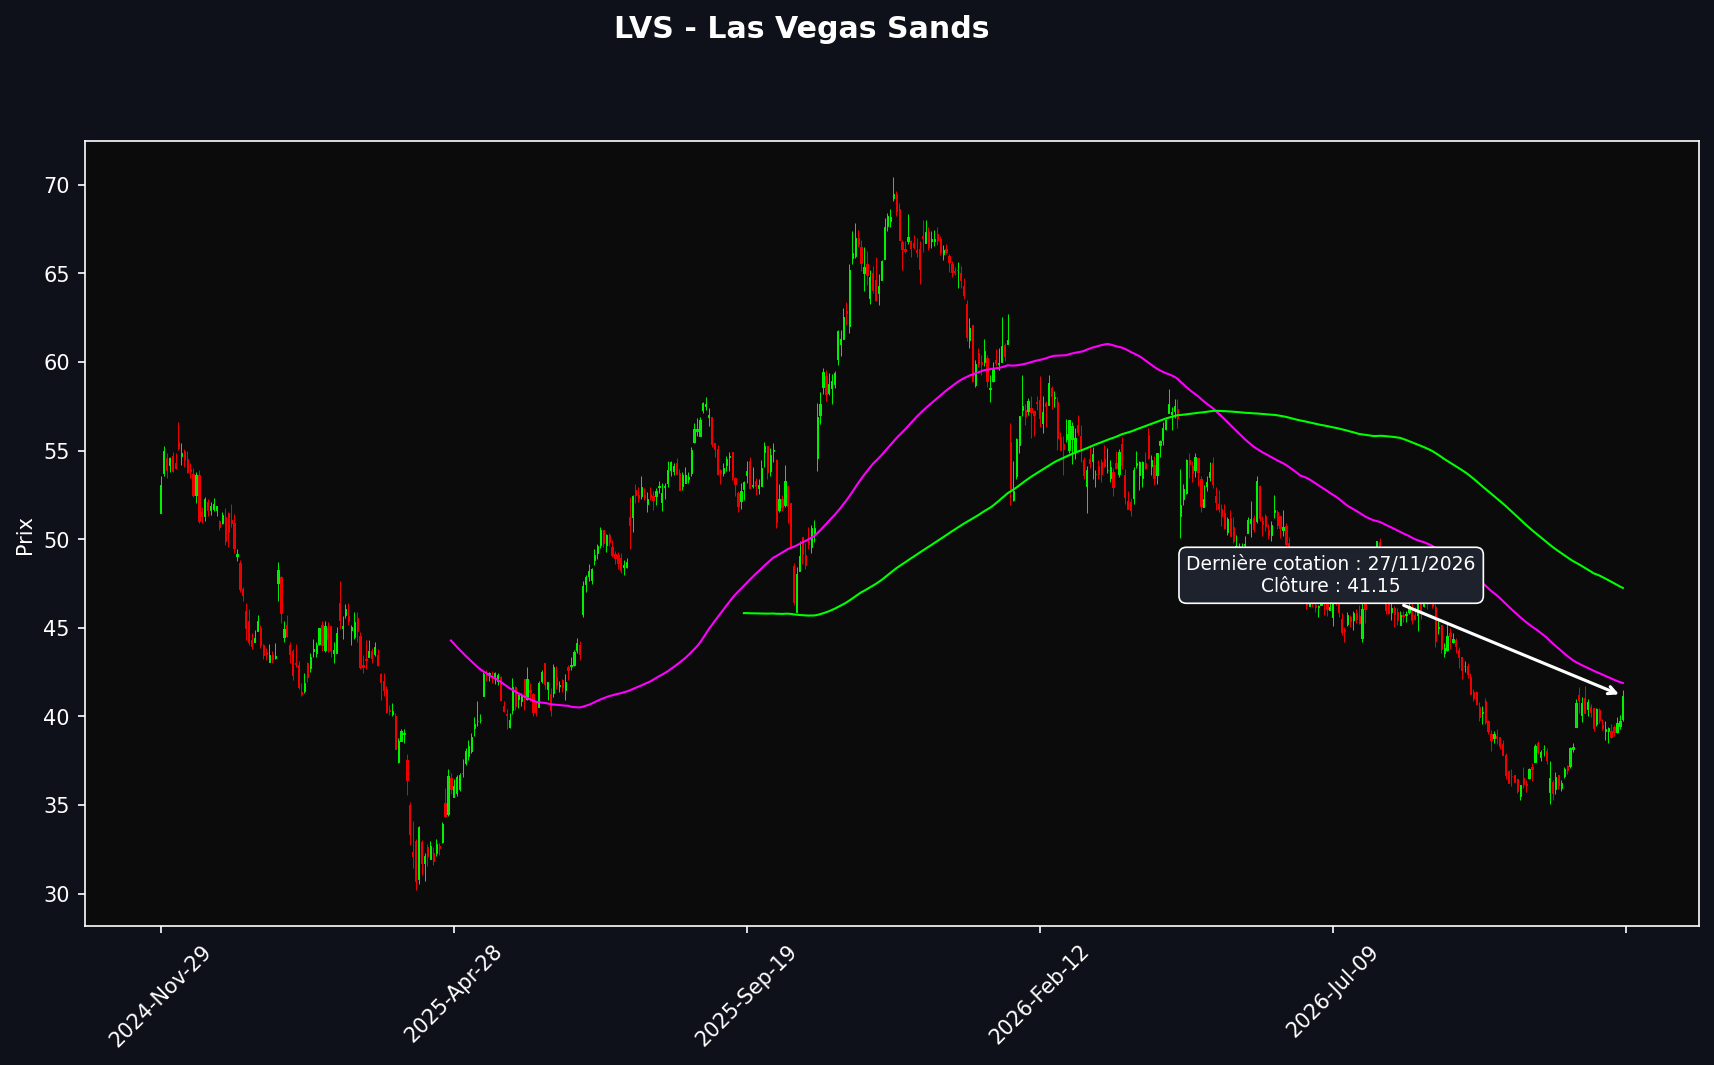 LVS - Las Vegas Sands
Prix
70
65
60
55
50
45
40
35
30
Dernière cotation : 27/11/2026
Clôture : 41.15
2024-Nov-29
2025-Apr-28
2025-Sep-19
2026-Feb-12
2026-Jul-09